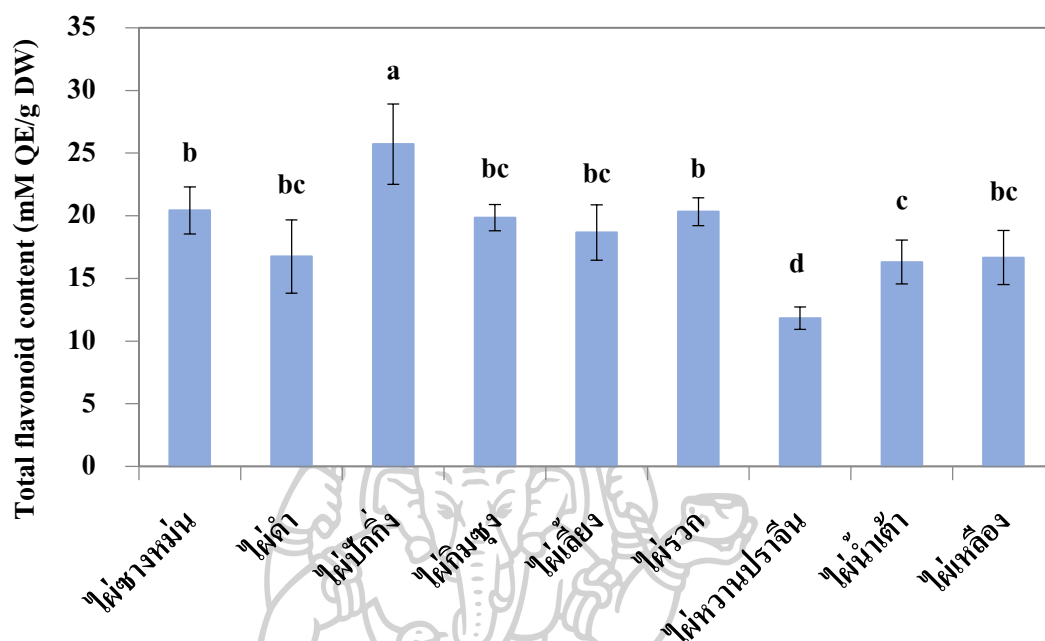 Total flavonoid content (mM QE/g DW)
35
30
25
20
15
10
5
0
b
bc
a
bc
bc
b
d
c
bc
ไผ่ซางหม่น
ไผ่ดำ
ไผ่ปักกิ่ง
ไผ่กิมซุง
ไผ่เลี้ยง
ไผ่รวก
ไผ่หวานปราจีน
ไผ่น้ำเต้า
ไผ่เหลือง